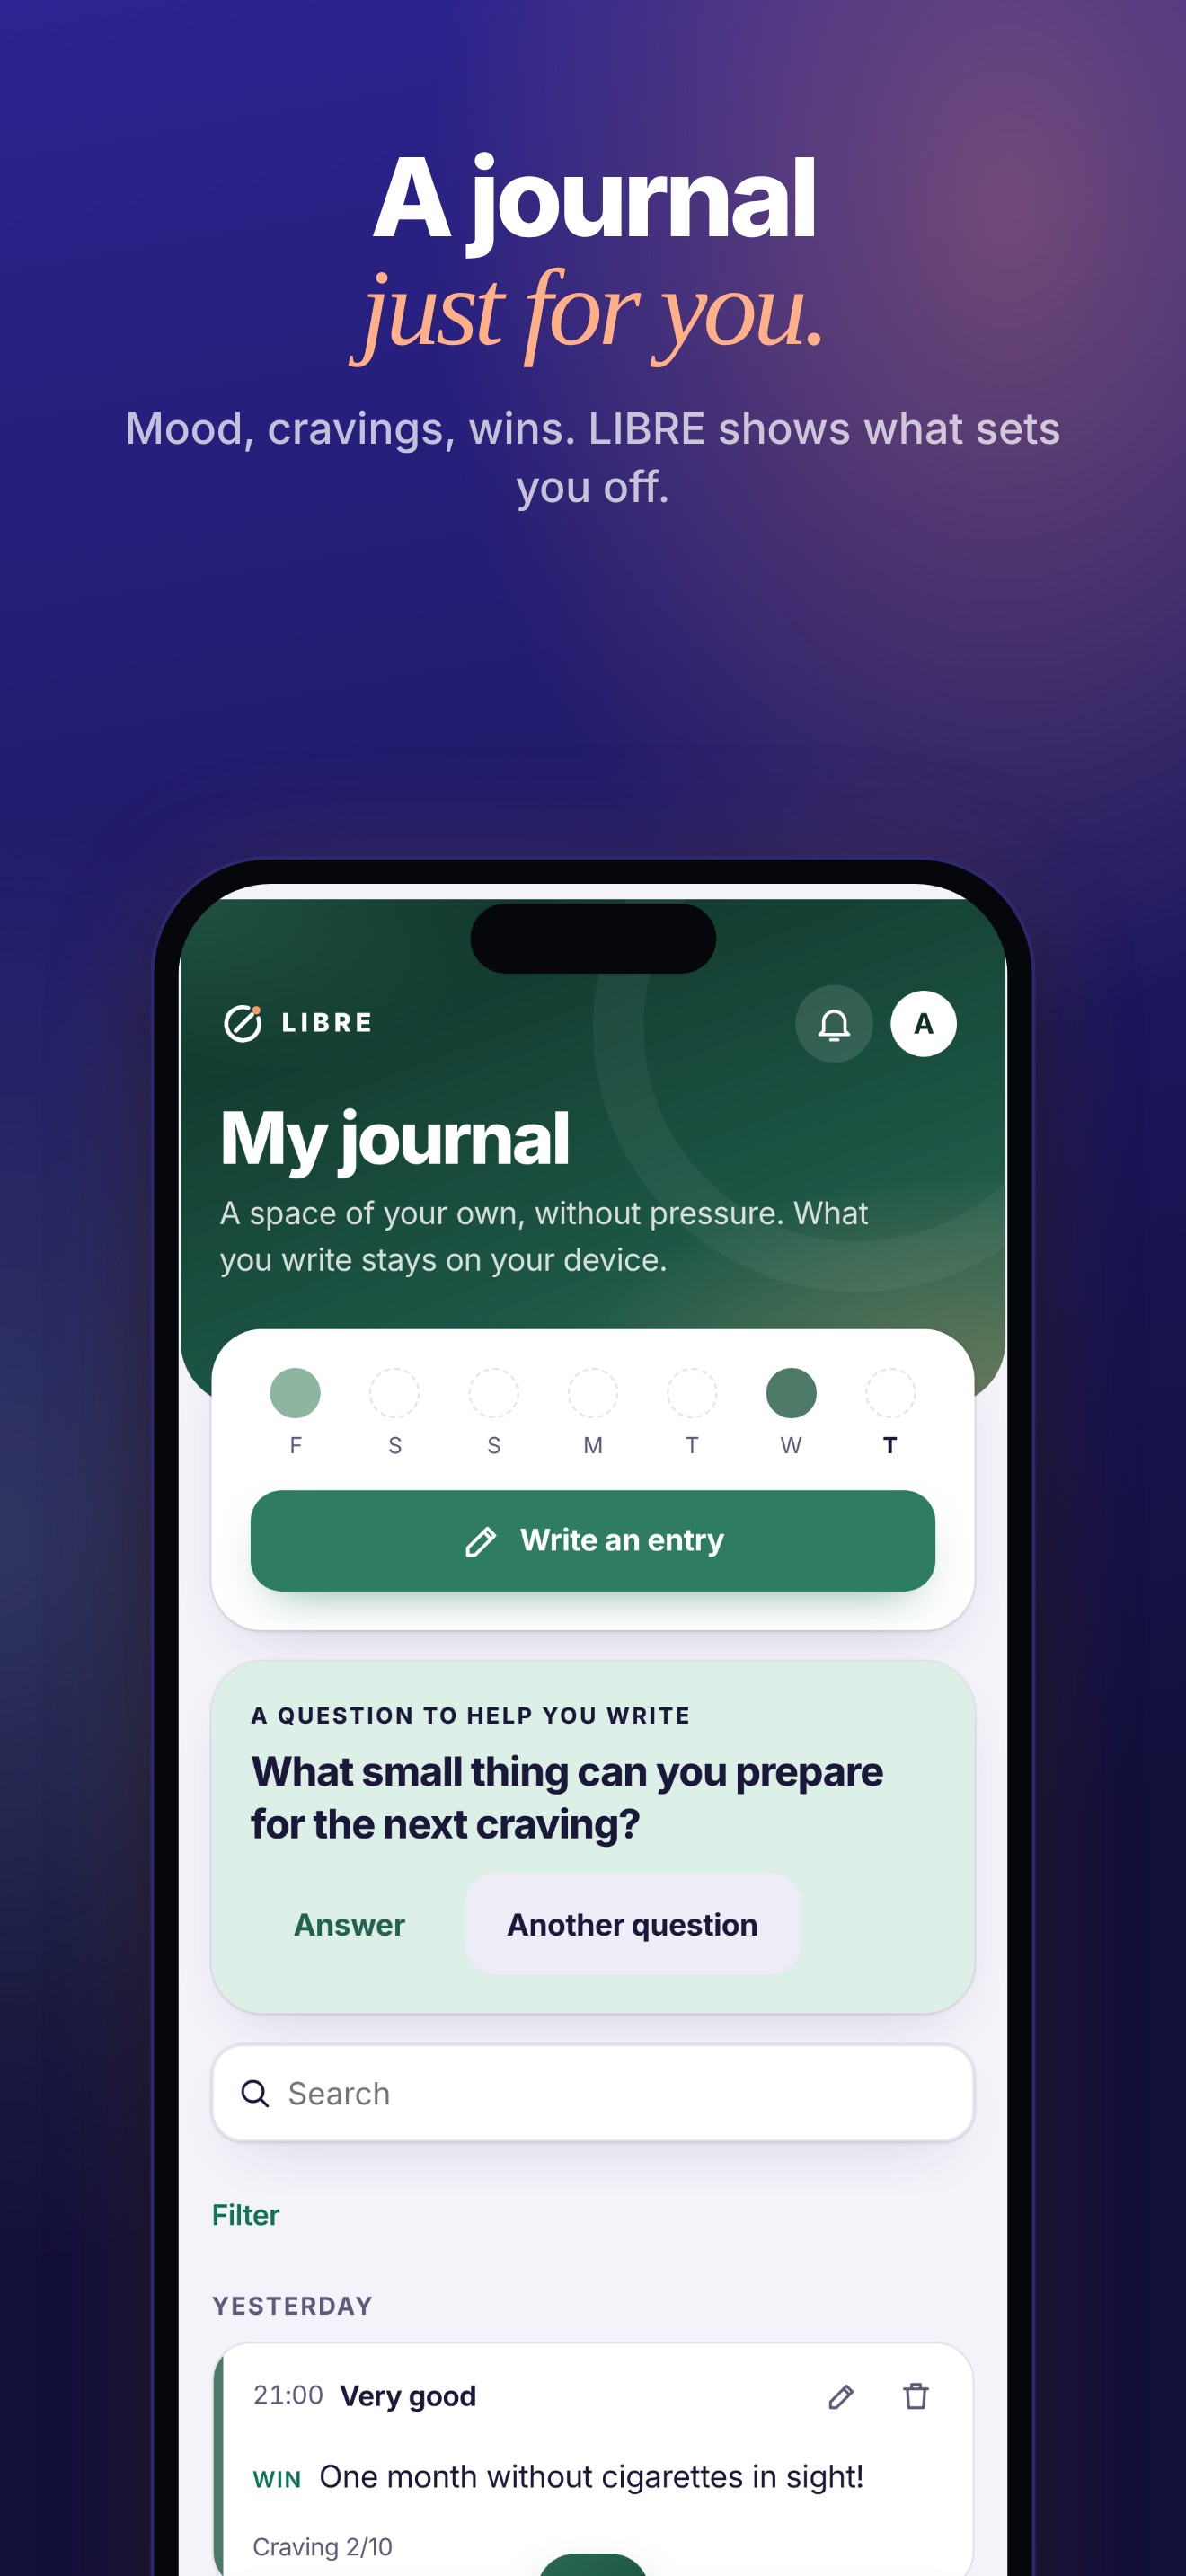 A journal
just for you.
Mood, cravings, wins. LIBRE shows what sets
you off.
LIBRE
A
My journal
A space of your own, without pressure. What
you write stays on your device.
F S S M T W T
Write an entry
A QUESTION TO HELP YOU WRITE
What small thing can you prepare
for the next craving?
Answer Another question
Search
Filter
YESTERDAY
21:00 Very good
WIN One month without cigarettes in sight!
Craving 2/10